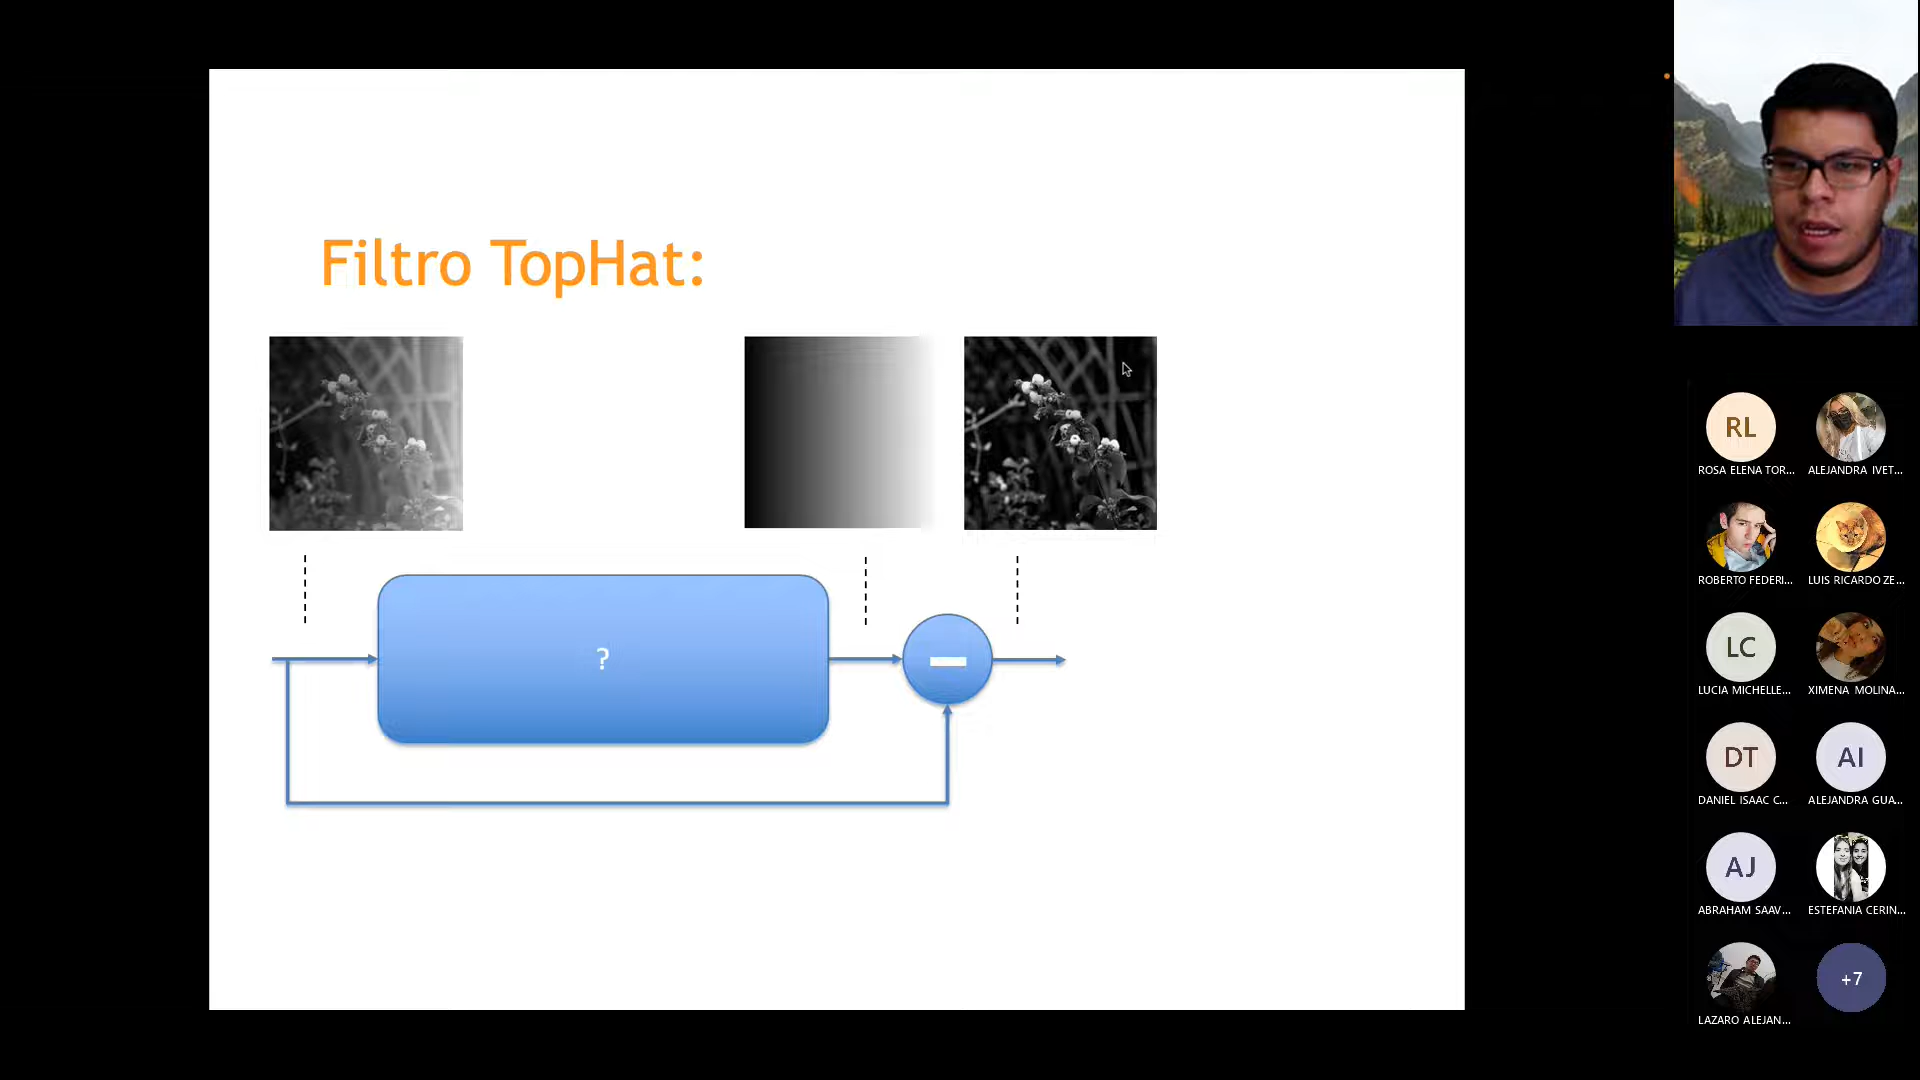 Filtro TopHat:
?
RL
ROSA ELENA TOR...
ALEJANDRA IVET...
ROBERTO FEDERI...
LUIS RICARDO ZE...
LC
LUCIA MICHELLE...
XIMENA MOLINA...
DT
DANIEL ISAAC C...
AI
ALEJANDRA GUA...
AJ
ABRAHAM SAAV...
ESTEFANIA CERIN...
LAZARO ALEJAN...
+7